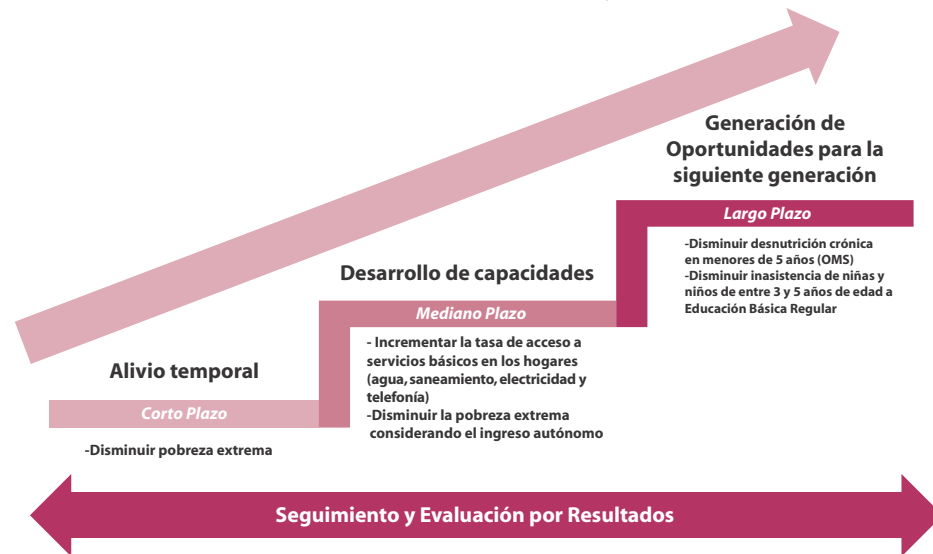 Generación de
Oportunidades para la
siguiente generación
Largo Plazo
-Disminuir desnutrición crónica
en menores de 5 años (OMS)
-Disminuir inasistencia de niñas y
niños de entre 3 y 5 años de edad a
Educación Básica Regular
Desarrollo de capacidades
Mediano Plazo
- Incrementar la tasa de acceso a
servicios básicos en los hogares
(agua, saneamiento, electricidad y
telefonía)
-Disminuir la pobreza extrema
considerando el ingreso autónomo
Alivio temporal
Corto Plazo
-Disminuir pobreza extrema
Seguimiento y Evaluación por Resultados